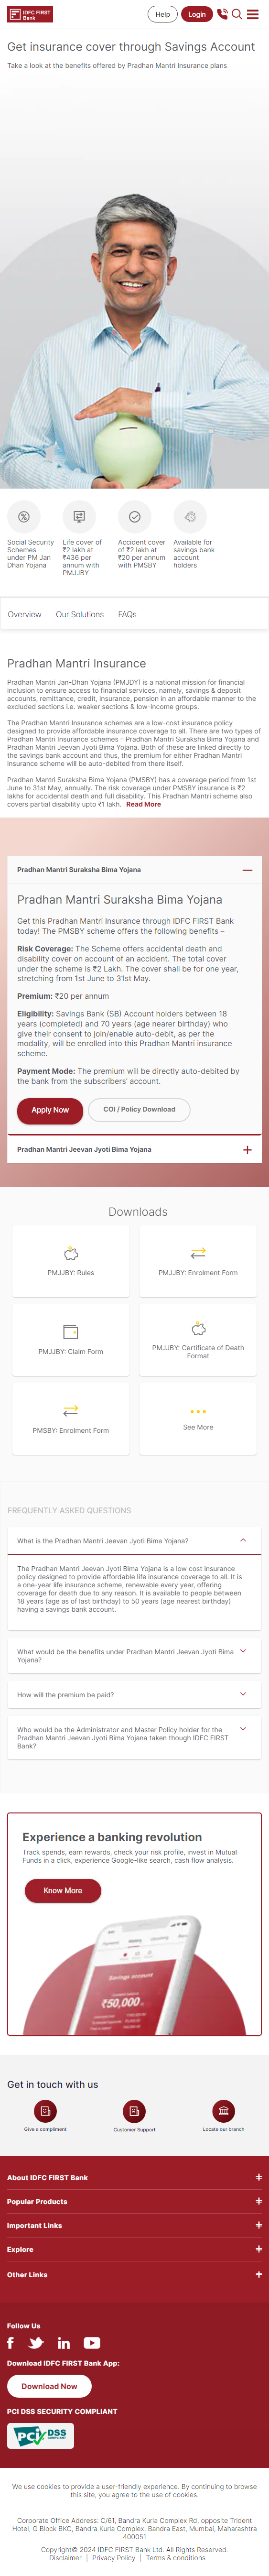 IDFC FIRST
Bank
Help
Login
Get insurance cover through Savings Account
Take a look at the benefits offered by Pradhan Mantri Insurance plans
Social Security
Schemes
under PM Jan
Dhan Yojana
Life cover of
₹2 lakh at
₹436 per
annum with
PMJJBY
Accident cover
of ₹2 lakh at
₹20 per annum
with PMSBY
Available for
savings bank
account
holders
Overview
Our Solutions
FAQs
Pradhan Mantri Insurance
Pradhan Mantri Jan-Dhan Yojana (PMJDY) is a national mission for financial
inclusion to ensure access to financial services, namely, savings & deposit
accounts, remittance, credit, insurance, pension in an affordable manner to the
excluded sections i.e. weaker sections & low-income groups.
The Pradhan Mantri Insurance schemes are a low-cost insurance policy
designed to provide affordable insurance coverage to all. There are two types of
Pradhan Mantri Insurance schemes – Pradhan Mantri Suraksha Bima Yojana and
Pradhan Mantri Jeevan Jyoti Bima Yojana. Both of these are linked directly to
the savings bank account and thus, the premium for either Pradhan Mantri
Insurance scheme will be auto-debited from there itself.
Pradhan Mantri Suraksha Bima Yojana (PMSBY) has a coverage period from 1st
June to 31st May, annually. The risk coverage under PMSBY insurance is ₹2
lakhs for accidental death and full disability. This Pradhan Mantri scheme also
covers partial disability upto ₹1 lakh. Read More
Pradhan Mantri Suraksha Bima Yojana
Pradhan Mantri Suraksha Bima Yojana
Get this Pradhan Mantri Insurance through IDFC FIRST Bank
today! The PMSBY scheme offers the following benefits –
Risk Coverage: The Scheme offers accidental death and
disability cover on account of an accident. The total cover
under the scheme is ₹2 Lakh. The cover shall be for one year,
stretching from 1st June to 31st May.
Premium: ₹20 per annum
Eligibility: Savings Bank (SB) Account holders between 18
years (completed) and 70 years (age nearer birthday) who
give their consent to join/enable auto-debit, as per the
modality, will be enrolled into this Pradhan Mantri insurance
scheme.
Payment Mode: The premium will be directly auto-debited by
the bank from the subscribers' account.
Apply Now
COI / Policy Download
Pradhan Mantri Jeevan Jyoti Bima Yojana
Downloads
PMJJBY: Rules
PMJJBY: Enrolment Form
PMJJBY: Claim Form
PMJJBY: Certificate of Death
Format
PMSBY: Enrolment Form
See More
FREQUENTLY ASKED QUESTIONS
What is the Pradhan Mantri Jeevan Jyoti Bima Yojana?
The Pradhan Mantri Jeevan Jyoti Bima Yojana is a low cost insurance
policy designed to provide affordable life insurance coverage to all. It is
a one-year life insurance scheme, renewable every year, offering
coverage for death due to any reason. It is available to people between
18 years (age as of last birthday) to 50 years (age nearest birthday)
having a savings bank account.
What would be the benefits under Pradhan Mantri Jeevan Jyoti Bima
Yojana?
How will the premium be paid?
Who would be the Administrator and Master Policy holder for the
Pradhan Mantri Jeevan Jyoti Bima Yojana taken though IDFC FIRST
Bank?
Experience a banking revolution
Track spends, earn rewards, check your risk profile, invest in Mutual
Funds in a click, experience Google-like search, cash flow analysis.
Know More
Savings account
₹50,000
Get in touch with us
Give a compliment
Customer Support
Locate our branch
About IDFC FIRST Bank
Popular Products
Important Links
Explore
Other Links
Follow Us
Download IDFC FIRST Bank App:
Download Now
PCI DSS SECURITY COMPLIANT
PCI DSS
COMPLIANT
We use cookies to provide a user-friendly experience. By continuing to browse
this site, you agree to the use of cookies.
Corporate Office Address: C/61, Bandra Kurla Complex Rd, opposite Trident
Hotel, G Block BKC, Bandra Kurla Complex, Bandra East, Mumbai, Maharashtra
400051
Copyright© 2024 IDFC FIRST Bank Ltd. All Rights Reserved.
Disclaimer | Privacy Policy | Terms & conditions